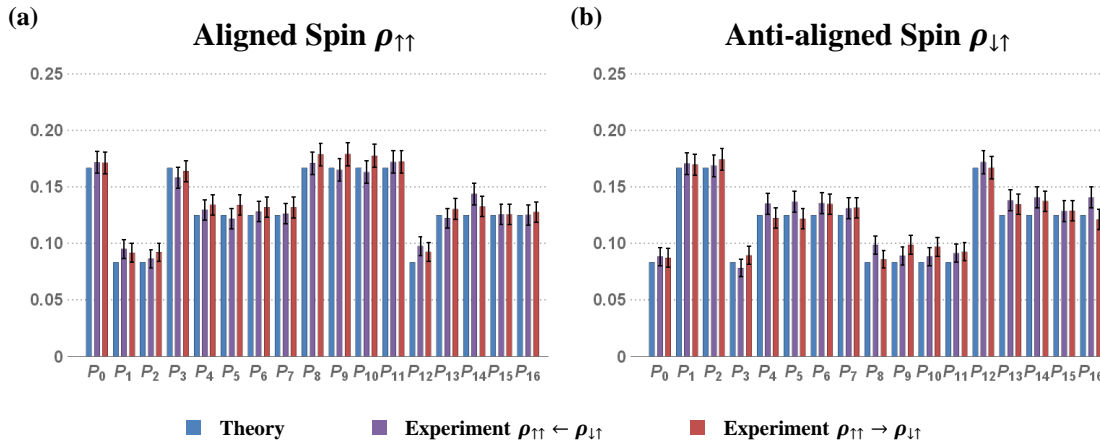 (a)
Aligned Spin ρ↑↑
0.25
0.20
0.15
0.10
0.05
0
P0 P1 P2 P3 P4 P5 P6 P7 P8 P9 P10 P11 P12 P13 P14 P15 P16
(b)
Anti-aligned Spin ρ↓↑
0.25
0.20
0.15
0.10
0.05
0
P0 P1 P2 P3 P4 P5 P6 P7 P8 P9 P10 P11 P12 P13 P14 P15 P16
Theory Experiment ρ↑↑ ← ρ↓↑ Experiment ρ↑↑ → ρ↓↑